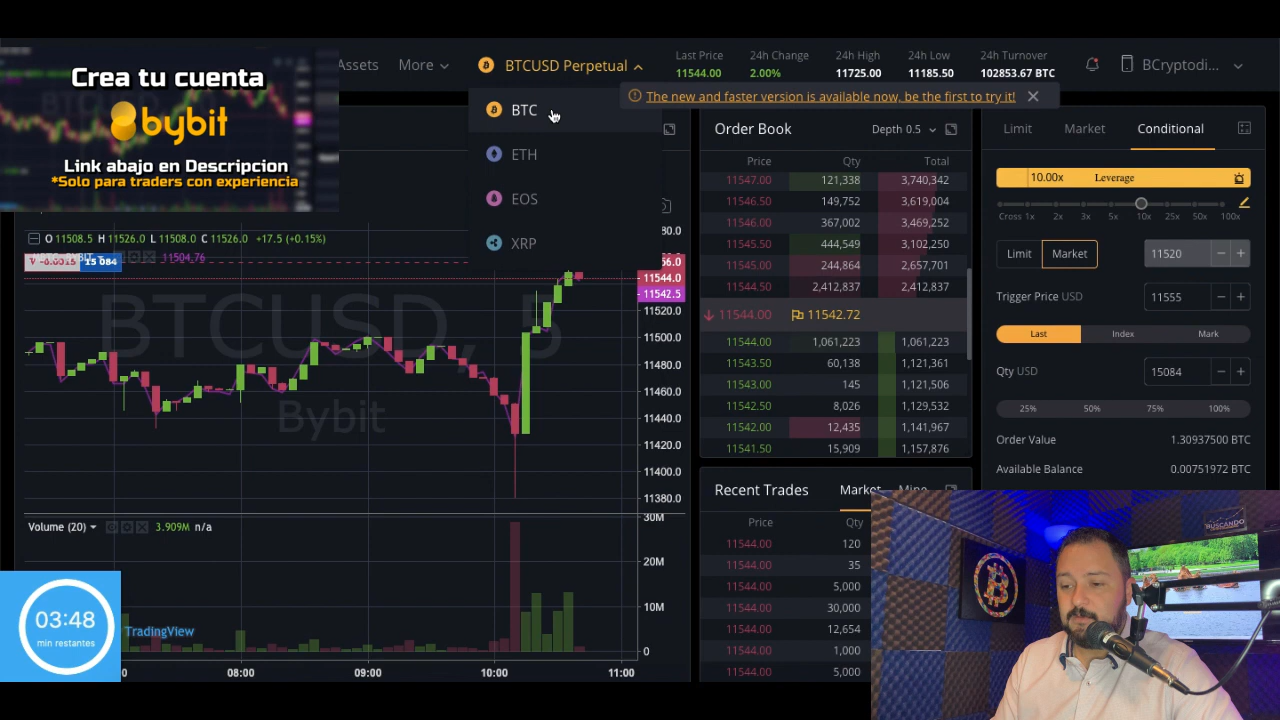 Crea tu cuenta
bybit
Link abajo en Descripcion
*Solo para traders con experiencia
Assets
More
BTCUSD Perpetual
Last Price
11544.00
24h Change
2.00%
24h High
11725.00
24h Low
11185.50
24h Turnover
102853.67 BTC
BCryptodi...
The new and faster version is available now, be the first to try it!
BTC
ETH
EOS
XRP
O 11508.5 H 11526.0 L 11508.0 C 11526.0 +17.5 (+0.15%)
15 084
11504.76
BTCUSD, 5
Bybit
11544.0
11542.5
11520.0
11500.0
11480.0
11460.0
11440.0
11420.0
11400.0
11380.0
Volume (20) 3.909M n/a
30M
20M
10M
0
TradingView
08:00 09:00 10:00 11:00
03:48
min restantes
Order Book
Depth 0.5
Price Qty Total
11547.00 121,338 3,740,342
11546.50 149,752 3,619,004
11546.00 367,002 3,469,252
11545.50 444,549 3,102,250
11545.00 244,864 2,657,701
11544.50 2,412,837 2,412,837
11544.00 11542.72
11544.00 1,061,223 1,061,223
11543.50 60,138 1,121,361
11543.00 145 1,121,506
11542.50 8,026 1,129,532
11542.00 12,435 1,141,967
11541.50 15,909 1,157,876
Recent Trades
Market
Mine
Price Qty
11544.00 120
11544.00 35
11544.00 5,000
11544.00 30,000
11544.00 12,654
11544.00 1,000
11544.00 5,000
Limit Market Conditional
10.00x Leverage
Cross 1x 2x 3x 5x 10x 25x 50x 100x
Limit Market 11520 − +
Trigger Price USD 11555 − +
Last Index Mark
Qty USD 15084 − +
25% 50% 75% 100%
Order Value 1.30937500 BTC
Available Balance 0.00751972 BTC
BUSCANDO